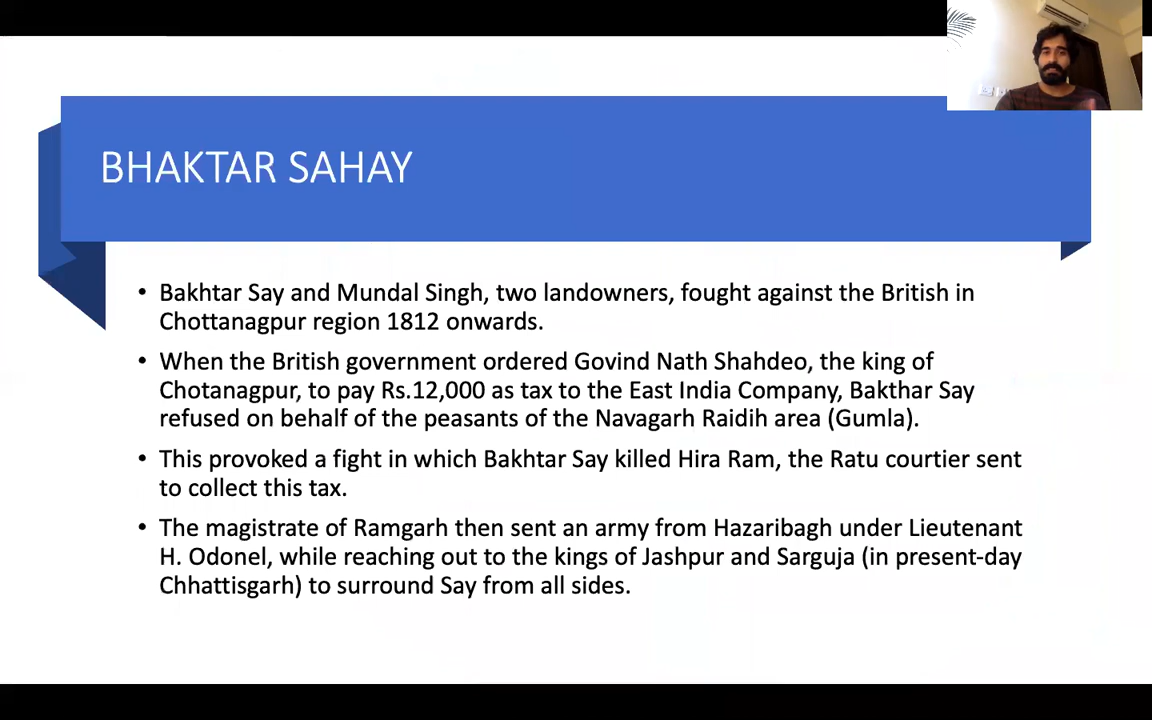 BHAKTAR SAHAY
• Bakhtar Say and Mundal Singh, two landowners, fought against the British in
Chottanagpur region 1812 onwards.
• When the British government ordered Govind Nath Shahdeo, the king of
Chotanagpur, to pay Rs.12,000 as tax to the East India Company, Bakthar Say
refused on behalf of the peasants of the Navagarh Raidih area (Gumla).
• This provoked a fight in which Bakhtar Say killed Hira Ram, the Ratu courtier sent
to collect this tax.
• The magistrate of Ramgarh then sent an army from Hazaribagh under Lieutenant
H. Odonel, while reaching out to the kings of Jashpur and Sarguja (in present-day
Chhattisgarh) to surround Say from all sides.